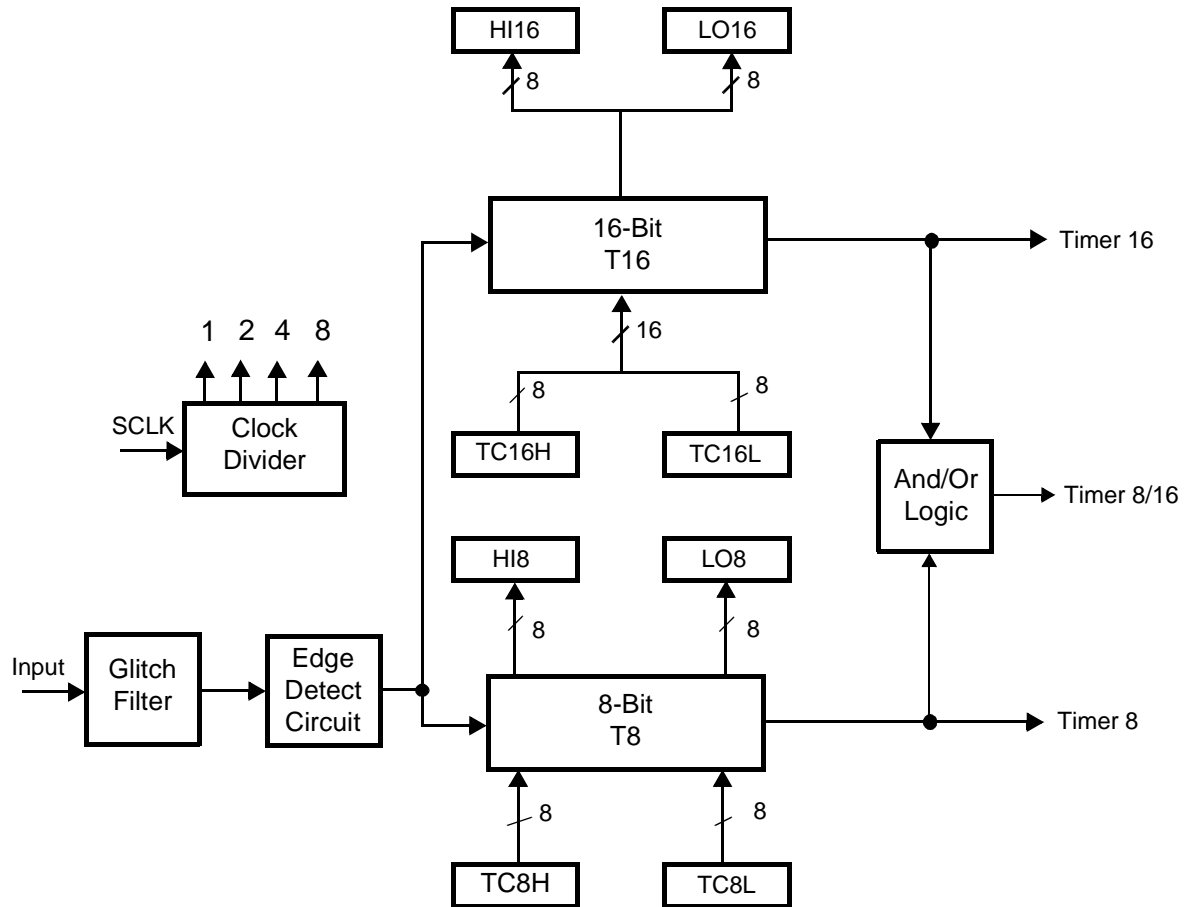 HI16
LO16
8
8
16-Bit
T16
Timer 16
1 2 4 8
16
8
8
SCLK
Clock
Divider
TC16H
TC16L
And/Or
Logic
Timer 8/16
HI8
LO8
8
8
Input
Glitch
Filter
Edge
Detect
Circuit
8-Bit
T8
Timer 8
8
8
TC8H
TC8L